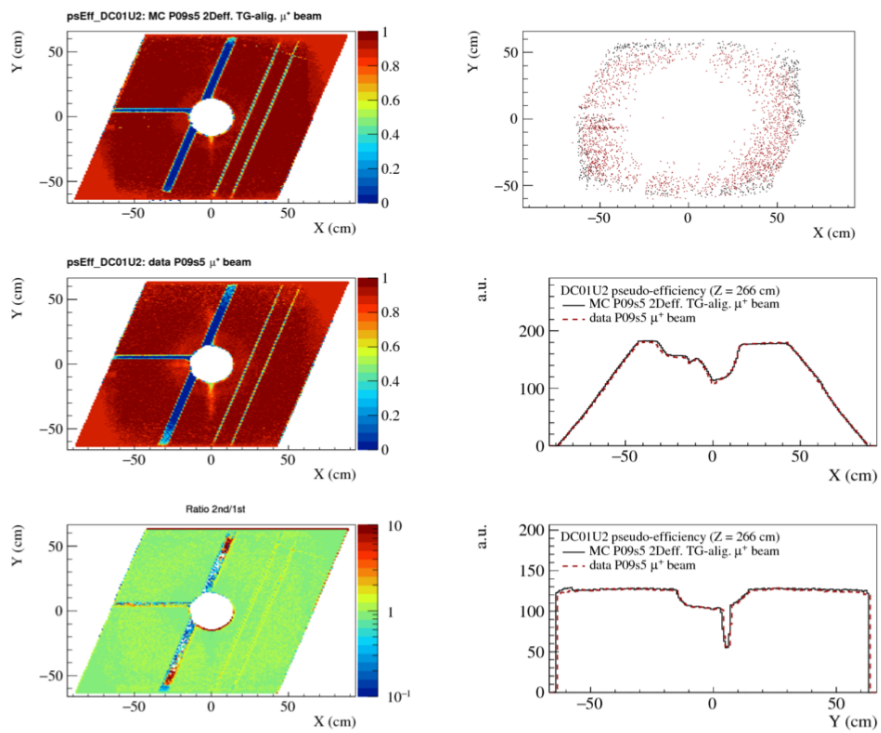 psEff_DC01U2: MC P09s5 2Deff. TG-alig. μ⁺ beam
Y (cm)
50
0
−50
−50
0
50
X (cm)
1
0.8
0.6
0.4
0.2
0
Y (cm)
50
0
−50
−50
0
50
X (cm)
psEff_DC01U2: data P09s5 μ⁺ beam
Y (cm)
50
0
−50
−50
0
50
X (cm)
1
0.8
0.6
0.4
0.2
0
a.u.
DC01U2 pseudo-efficiency (Z = 266 cm)
MC P09s5 2Deff. TG-alig. μ⁺ beam
data P09s5 μ⁺ beam
200
100
0
−50
0
50
X (cm)
Ratio 2nd/1st
Y (cm)
50
0
−50
−50
0
50
X (cm)
10
1
10⁻¹
a.u.
DC01U2 pseudo-efficiency (Z = 266 cm)
MC P09s5 2Deff. TG-alig. μ⁺ beam
data P09s5 μ⁺ beam
200
150
100
50
0
−50
0
50
Y (cm)